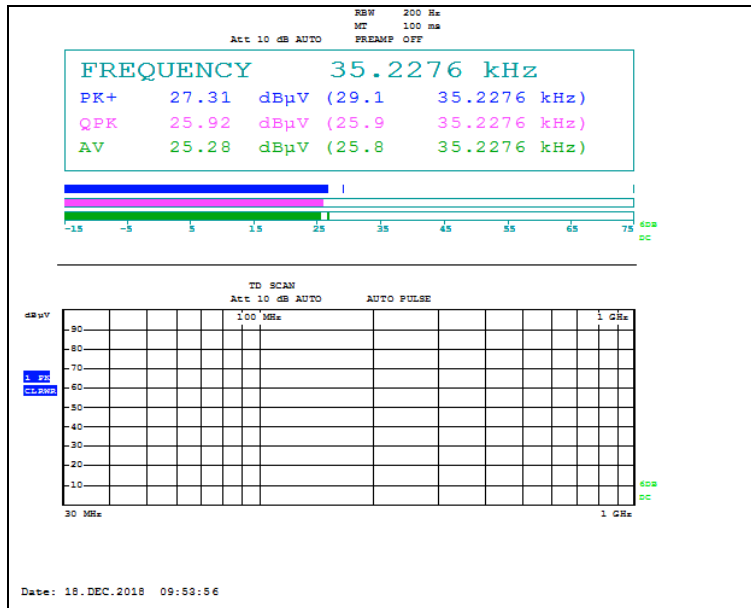 RBW 200 Hz
MT 100 ms
Att 10 dB AUTO PREAMP OFF
FREQUENCY 35.2276 kHz
PK+ 27.31 dBµV (29.1 35.2276 kHz)
QPK 25.92 dBµV (25.9 35.2276 kHz)
AV 25.28 dBµV (25.8 35.2276 kHz)
-15 -5 5 15 25 35 45 55 65 75
6DB
DC
TD SCAN
Att 10 dB AUTO AUTO PULSE
dBµV
100 MHz 1 GHz
90
80
70
1 PK
60
CLRWR
50
40
30
20
10
6DB
DC
30 MHz 1 GHz
Date: 18.DEC.2018 09:53:56